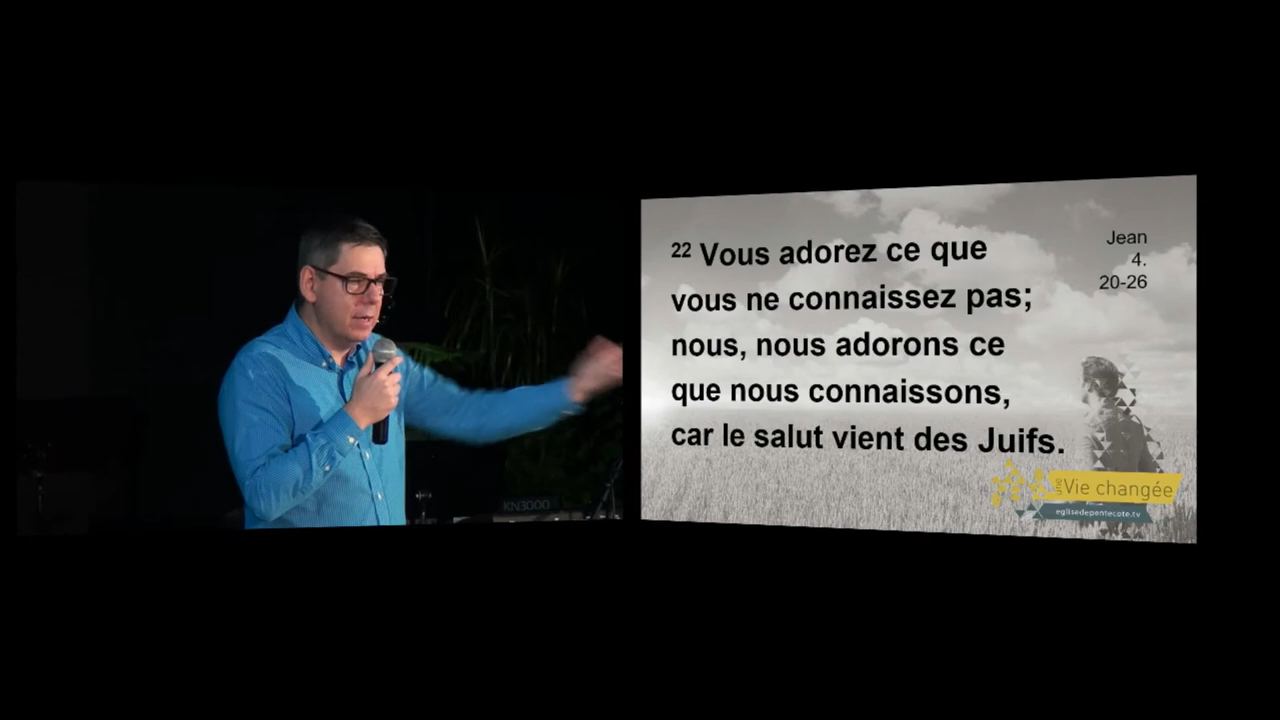 22 Vous adorez ce que
vous ne connaissez pas;
nous, nous adorons ce
que nous connaissons,
car le salut vient des Juifs.
Jean
4.
20-26
une Vie changée
eglisedepentecote.tv
KN3000